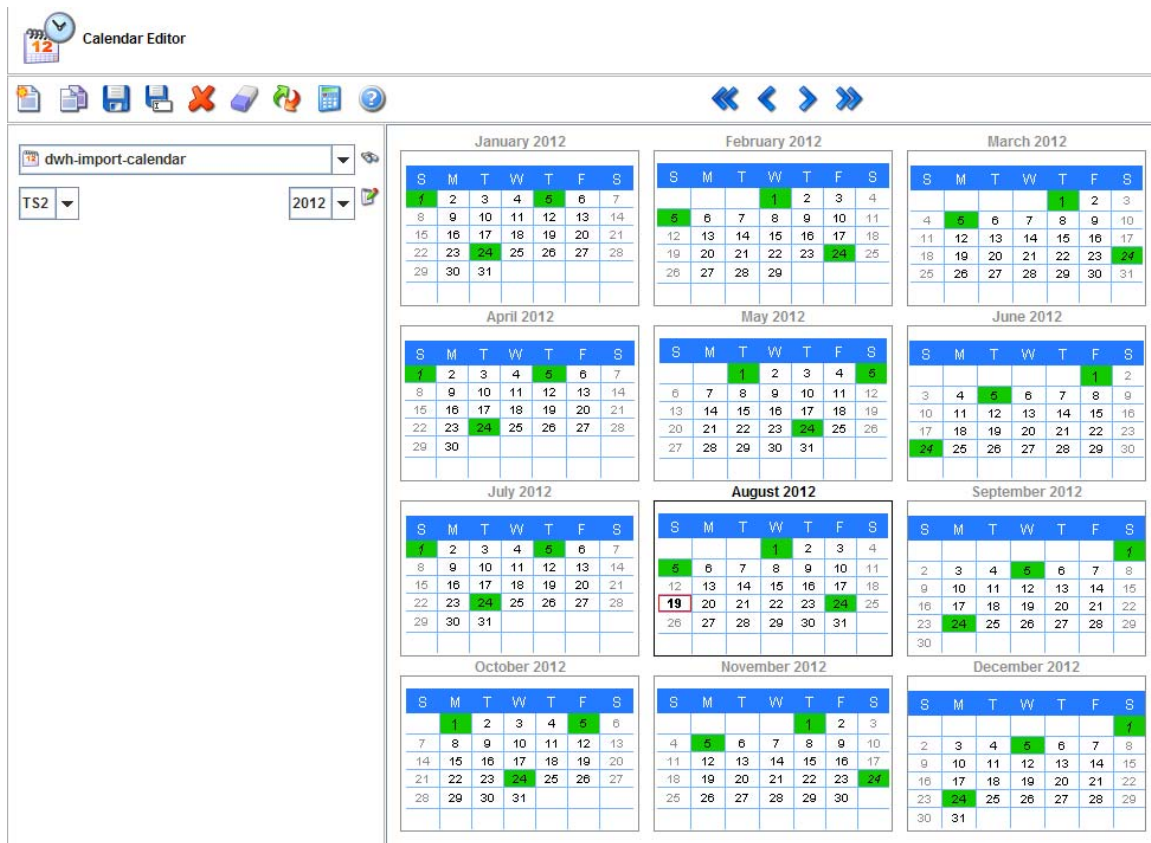 12
Calendar Editor
dwh-import-calendar
TS2 2012
January 2012 February 2012 March 2012
S M T W T F S
1 2 3 4 5 6 7
8 9 10 11 12 13 14
15 16 17 18 19 20 21
22 23 24 25 26 27 28
29 30 31
S M T W T F S
1 2 3 4
5 6 7 8 9 10 11
12 13 14 15 16 17 18
19 20 21 22 23 24 25
26 27 28 29
S M T W T F S
1 2 3
4 5 6 7 8 9 10
11 12 13 14 15 16 17
18 19 20 21 22 23 24
25 26 27 28 29 30 31
April 2012 May 2012 June 2012
S M T W T F S
1 2 3 4 5 6 7
8 9 10 11 12 13 14
15 16 17 18 19 20 21
22 23 24 25 26 27 28
29 30
S M T W T F S
1 2 3 4 5
6 7 8 9 10 11 12
13 14 15 16 17 18 19
20 21 22 23 24 25 26
27 28 29 30 31
S M T W T F S
1 2
3 4 5 6 7 8 9
10 11 12 13 14 15 16
17 18 19 20 21 22 23
24 25 26 27 28 29 30
July 2012 August 2012 September 2012
S M T W T F S
1 2 3 4 5 6 7
8 9 10 11 12 13 14
15 16 17 18 19 20 21
22 23 24 25 26 27 28
29 30 31
S M T W T F S
1 2 3 4
5 6 7 8 9 10 11
12 13 14 15 16 17 18
19 20 21 22 23 24 25
26 27 28 29 30 31
S M T W T F S
1
2 3 4 5 6 7 8
9 10 11 12 13 14 15
16 17 18 19 20 21 22
23 24 25 26 27 28 29
30
October 2012 November 2012 December 2012
S M T W T F S
1 2 3 4 5 6
7 8 9 10 11 12 13
14 15 16 17 18 19 20
21 22 23 24 25 26 27
28 29 30 31
S M T W T F S
1 2 3
4 5 6 7 8 9 10
11 12 13 14 15 16 17
18 19 20 21 22 23 24
25 26 27 28 29 30
S M T W T F S
1
2 3 4 5 6 7 8
9 10 11 12 13 14 15
16 17 18 19 20 21 22
23 24 25 26 27 28 29
30 31